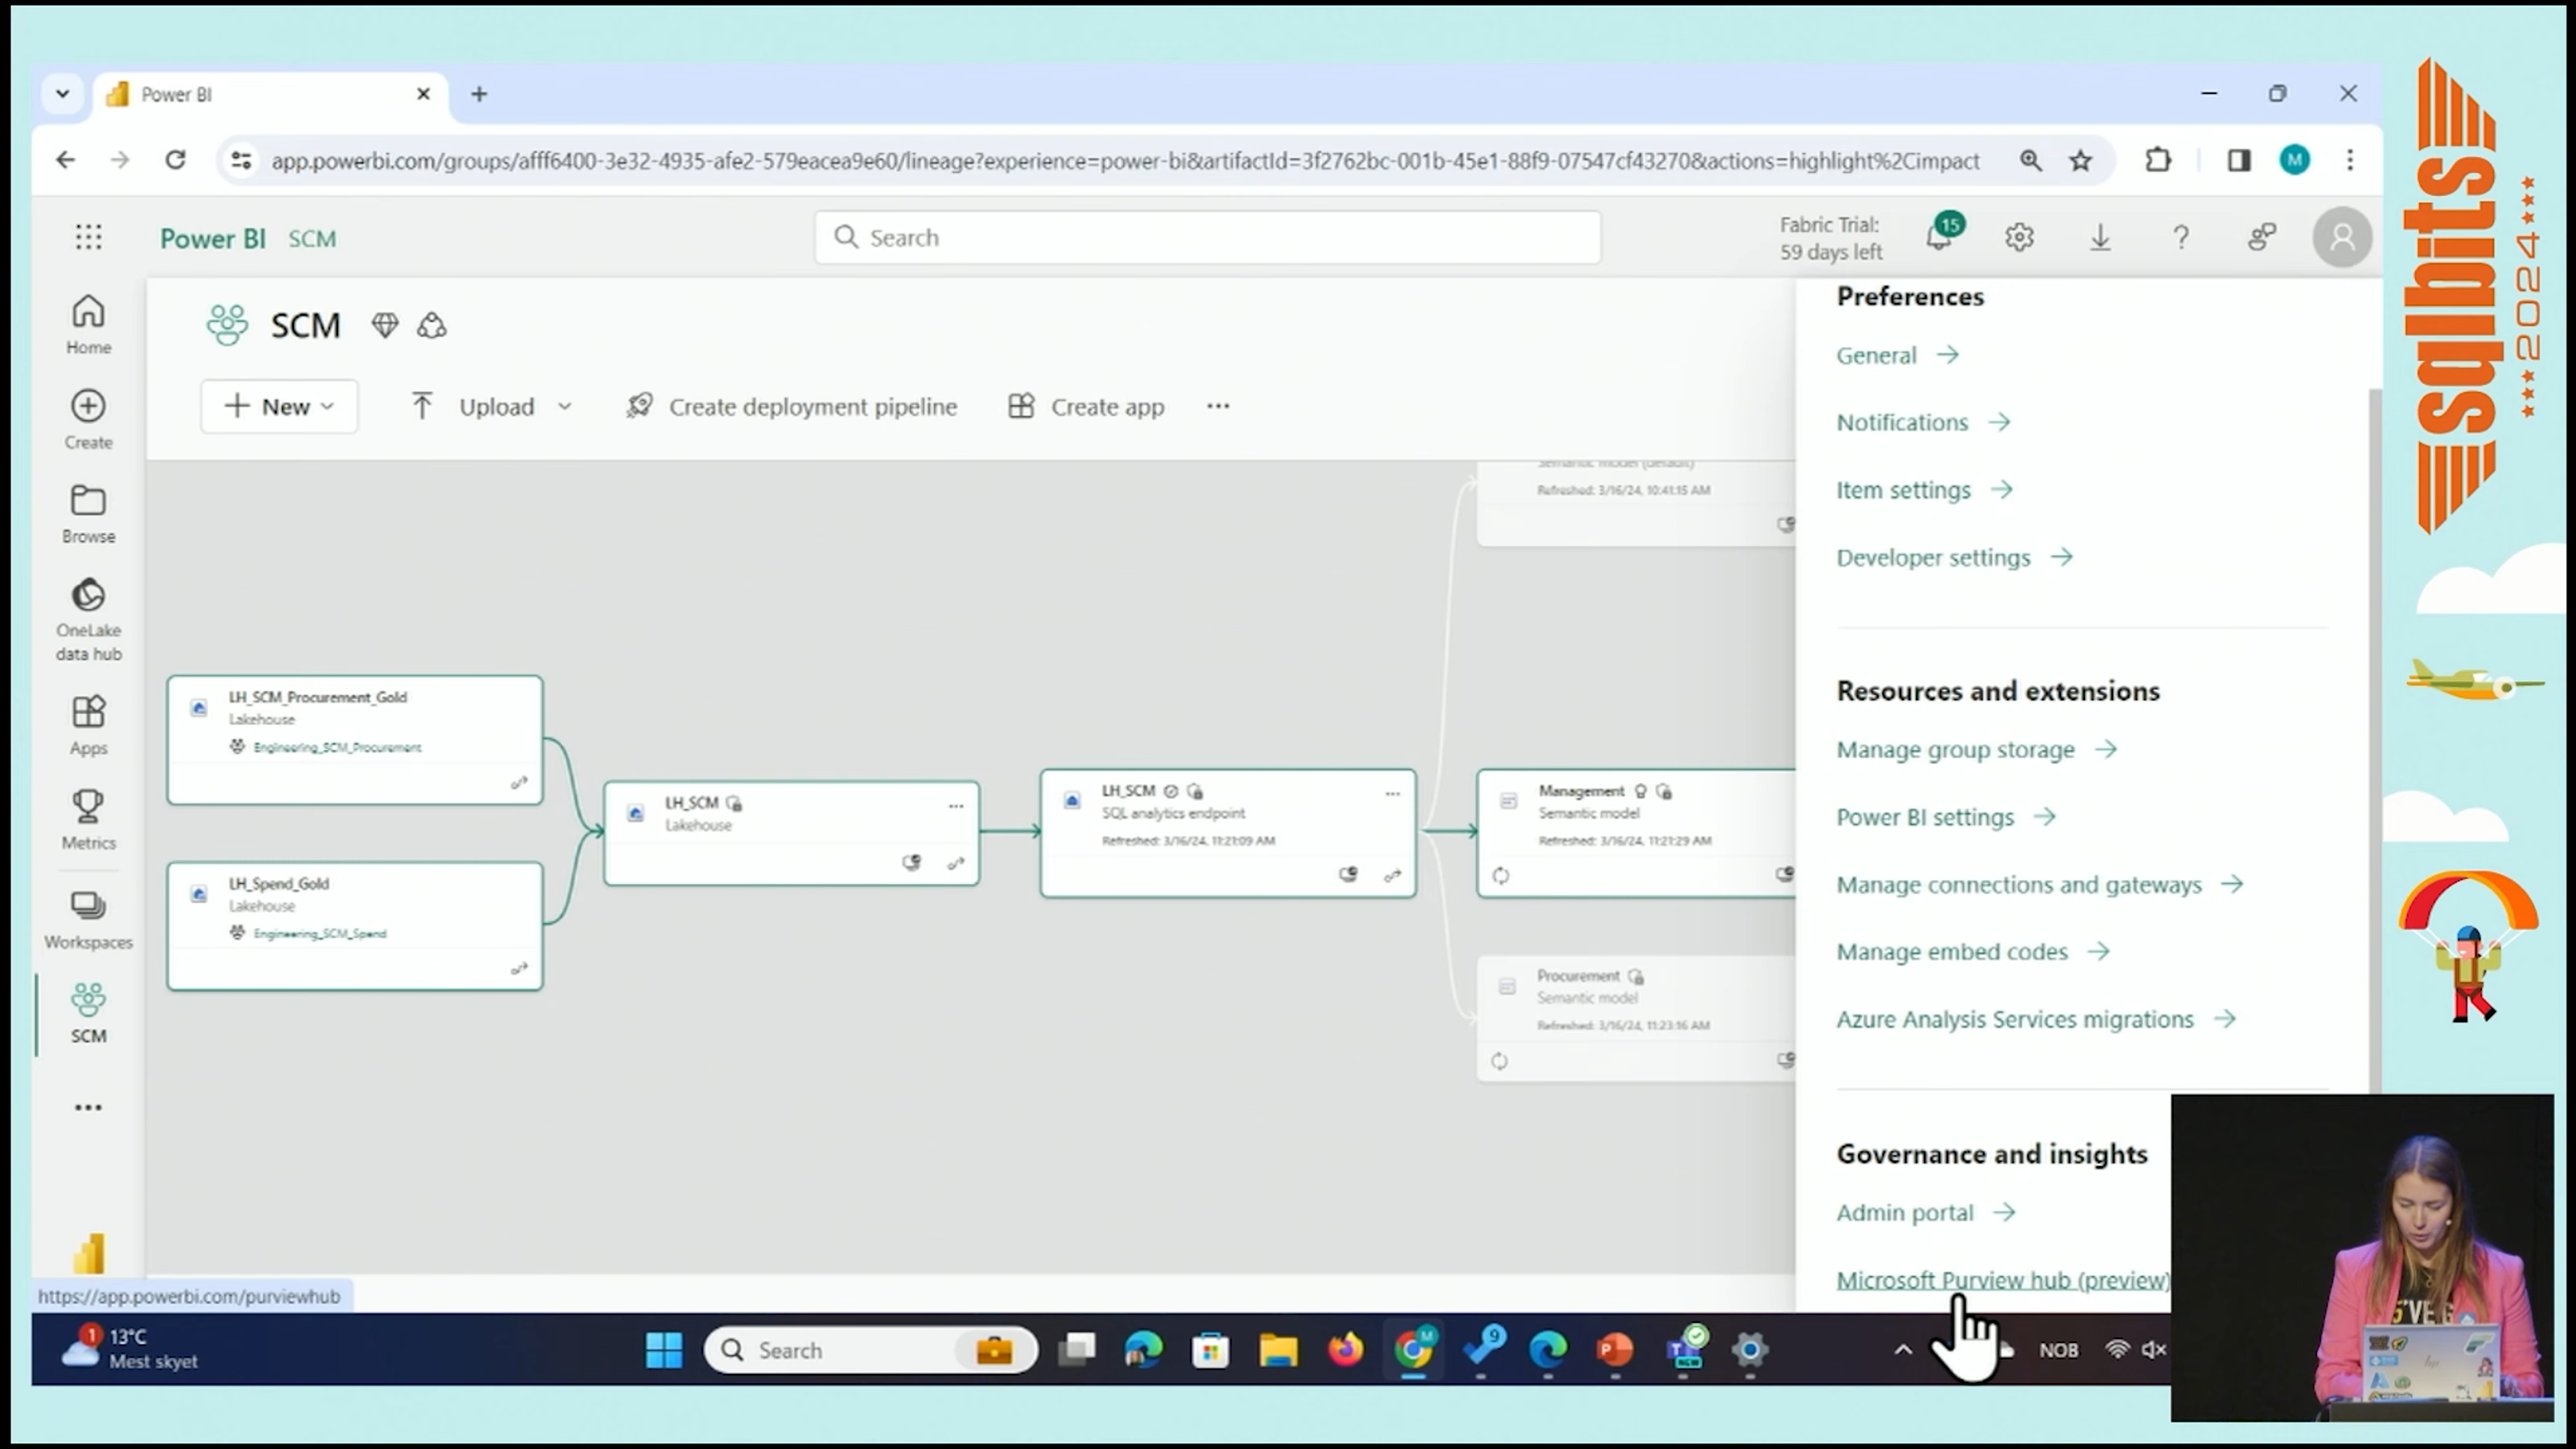 Power BI
app.powerbi.com/groups/afff6400-3e32-4935-afe2-579eacea9e60/lineage?experience=power-bi&artifactId=3f2762bc-001b-45e1-88f9-07547cf43270&actions=highlight%2Cimpact
M
Power BI SCM
Search
Fabric Trial:
59 days left
15
Home
Create
Browse
OneLake
data hub
Apps
Metrics
Workspaces
SCM
SCM
New
Upload
Create deployment pipeline
Create app
LH_SCM_Procurement_Gold
Lakehouse
Engineering_SCM_Procurement
LH_Spend_Gold
Lakehouse
Engineering_SCM_Spend
LH_SCM
Lakehouse
LH_SCM
SQL analytics endpoint
Refreshed: 3/16/24, 11:21:09 AM
Semantic model (default)
Refreshed: 3/16/24, 10:41:15 AM
Management
Semantic model
Refreshed: 3/16/24, 11:21:29 AM
Procurement
Semantic model
Refreshed: 3/16/24, 11:23:16 AM
Preferences
General
Notifications
Item settings
Developer settings
Resources and extensions
Manage group storage
Power BI settings
Manage connections and gateways
Manage embed codes
Azure Analysis Services migrations
Governance and insights
Admin portal
Microsoft Purview hub (preview)
https://app.powerbi.com/purviewhub
1
13°C
Mest skyet
Search
M
9
P
NEW
NOB
sqlbits
2024
hp